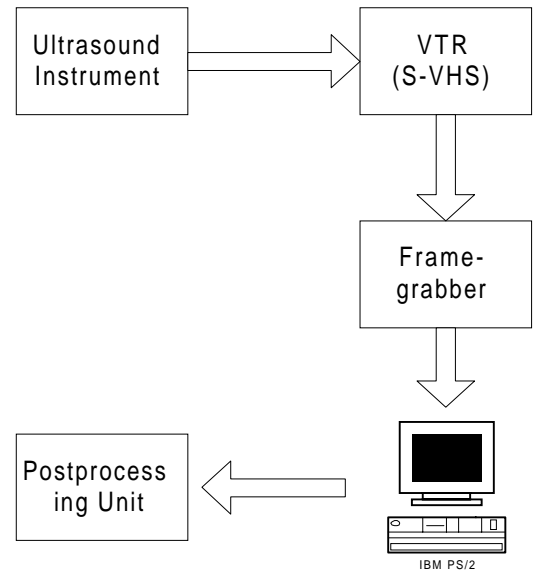 Ultrasound
Instrument
VTR
(S-VHS)
Frame-
grabber
Postprocess
ing Unit
IBM PS/2